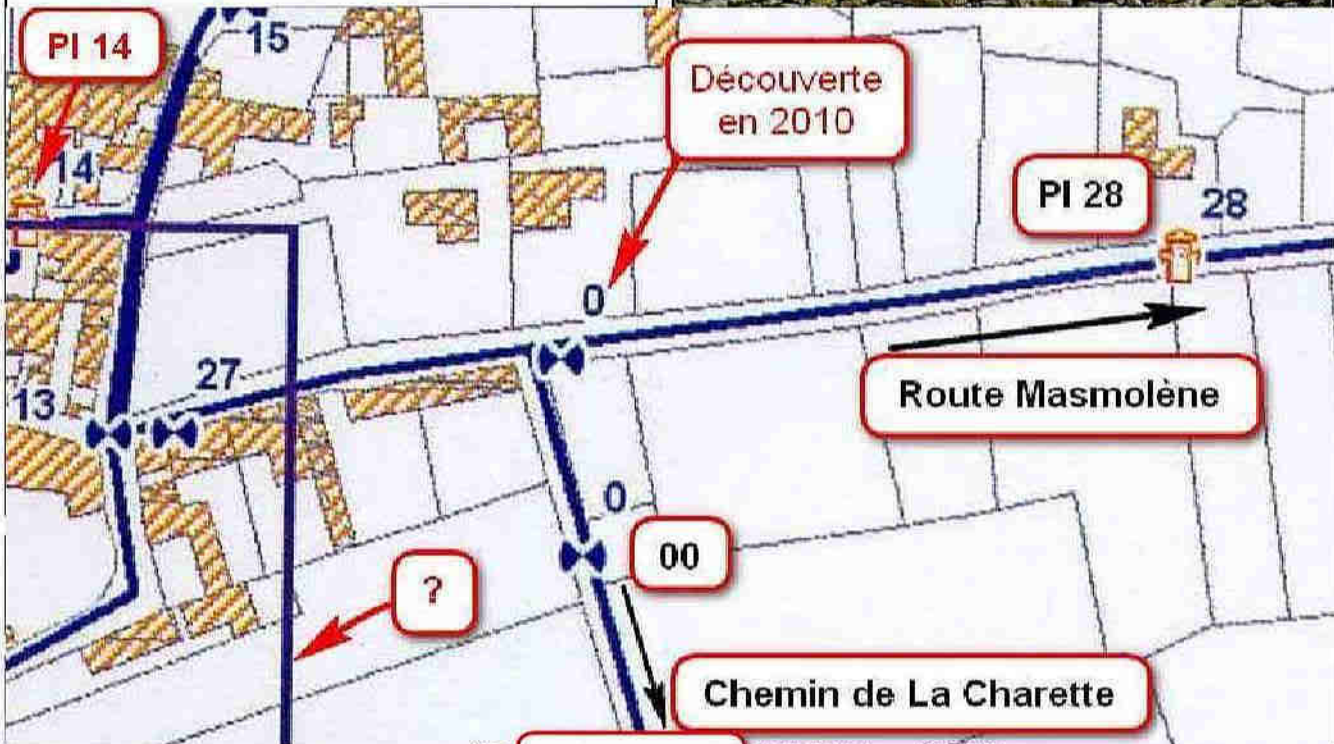 PI 14
15
Découverte
en 2010
14
PI 28
28
0
27
Route Masmolène
13
0
00
?
Chemin de La Charette